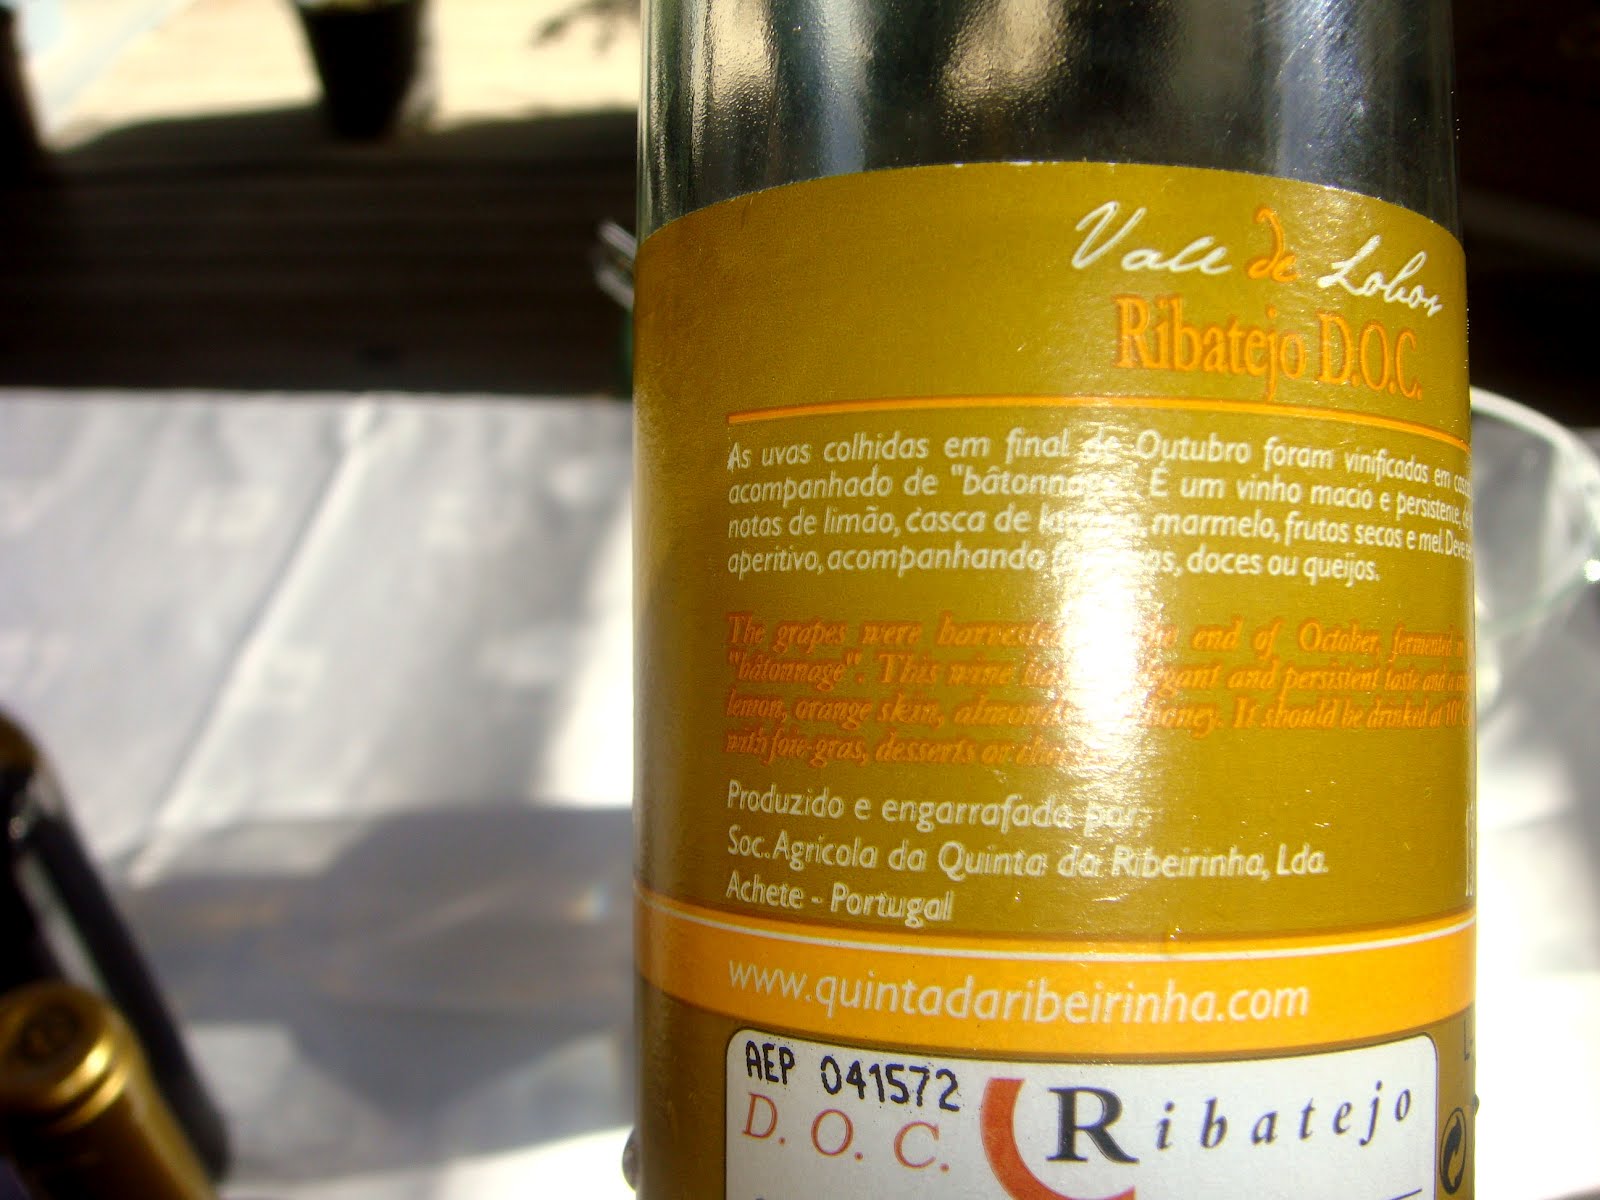 Vale de Lobos
Ribatejo D.O.C.
As uvas colhidas em final de Outubro foram vinificadas em
acompanhado de "bâtonnage". É um vinho macio e persistente,
notas de limão, casca de marmelo, frutos secos e mel. Deve
aperitivo, acompanhando doces ou queijos.
The grapes were harvested end of October, fermented
"bâtonnage". This wine and persistent taste and
lemon, orange skin, honey. It should be drinked at 10°
with foie-gras, desserts or
Produzido e engarrafado por:
Soc. Agrícola da Quinta da Ribeirinha, Lda.
Achete - Portugal
www.quintadaribeirinha.com
AEP 041572
D. O. C. Ribatejo